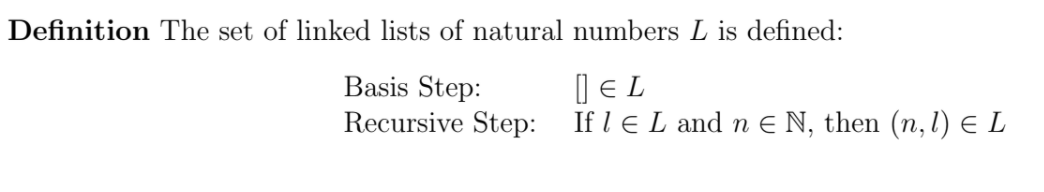 Definition The set of linked lists of natural numbers L is defined:
Basis Step: [] ∈ L
Recursive Step: If l ∈ L and n ∈ ℕ, then (n, l) ∈ L